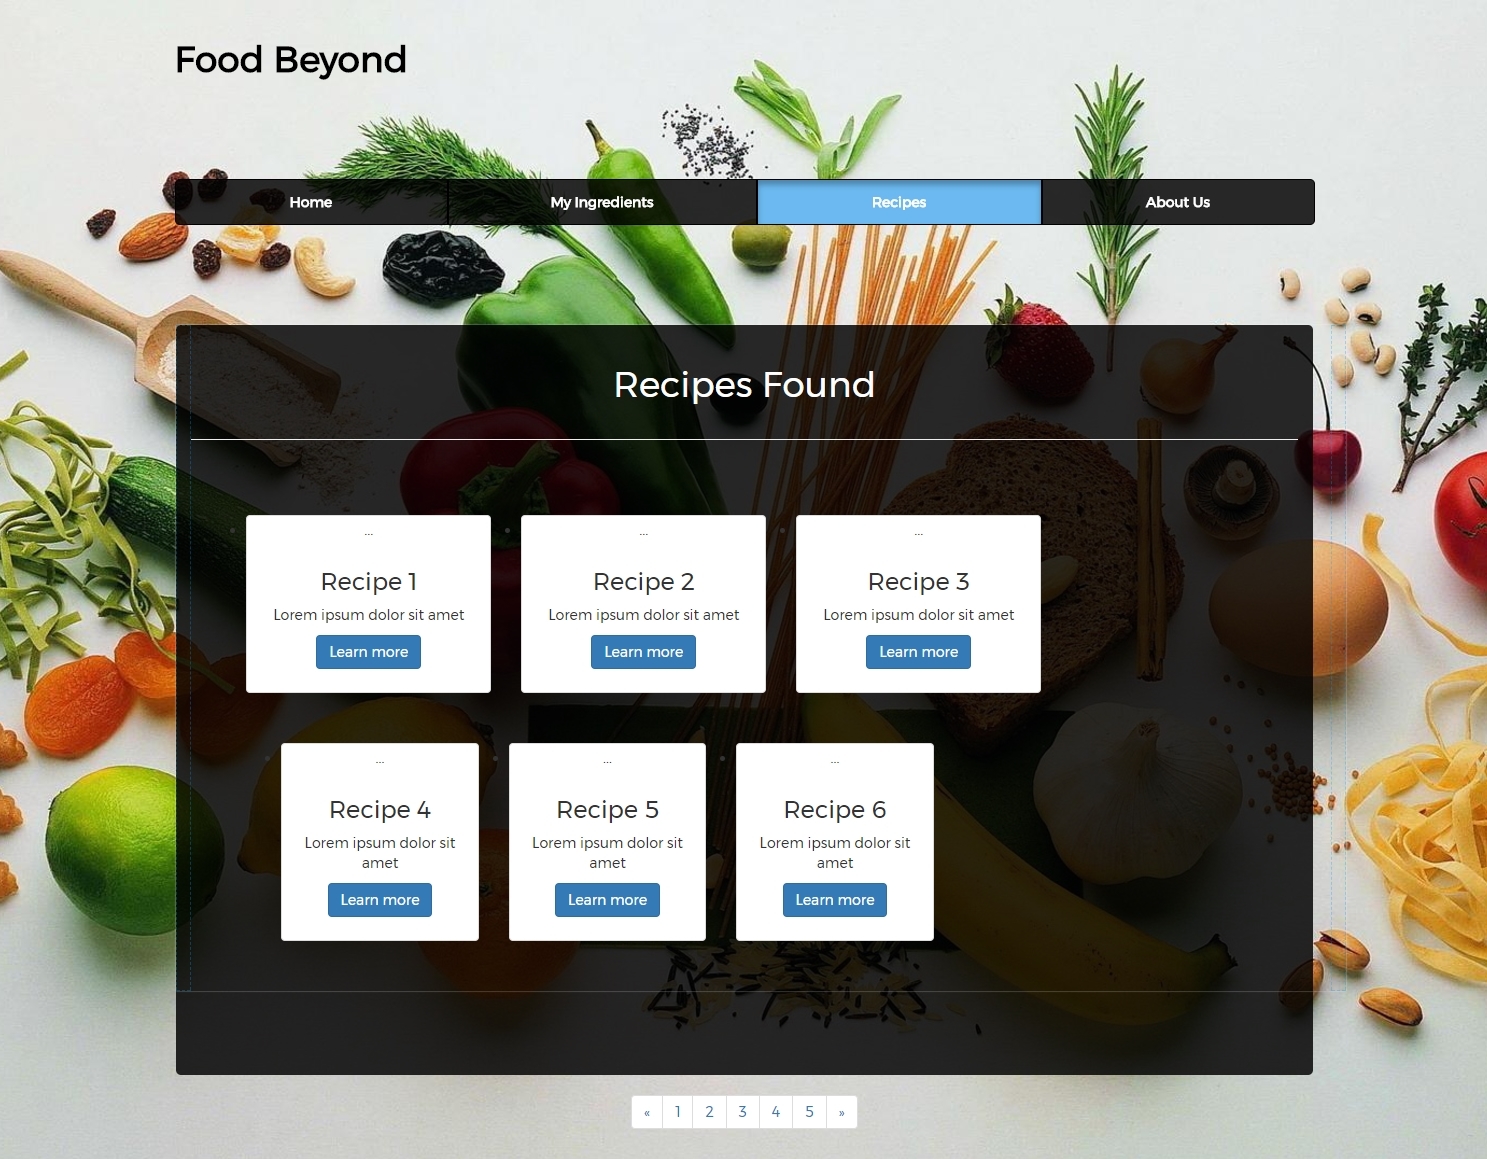 Food Beyond
Home My Ingredients Recipes About Us
Recipes Found
... ... ...
Recipe 1 Recipe 2 Recipe 3
Lorem ipsum dolor sit amet Lorem ipsum dolor sit amet Lorem ipsum dolor sit amet
Learn more Learn more Learn more
... ... ...
Recipe 4 Recipe 5 Recipe 6
Lorem ipsum dolor sit Lorem ipsum dolor sit Lorem ipsum dolor sit
amet amet amet
Learn more Learn more Learn more
« 1 2 3 4 5 »